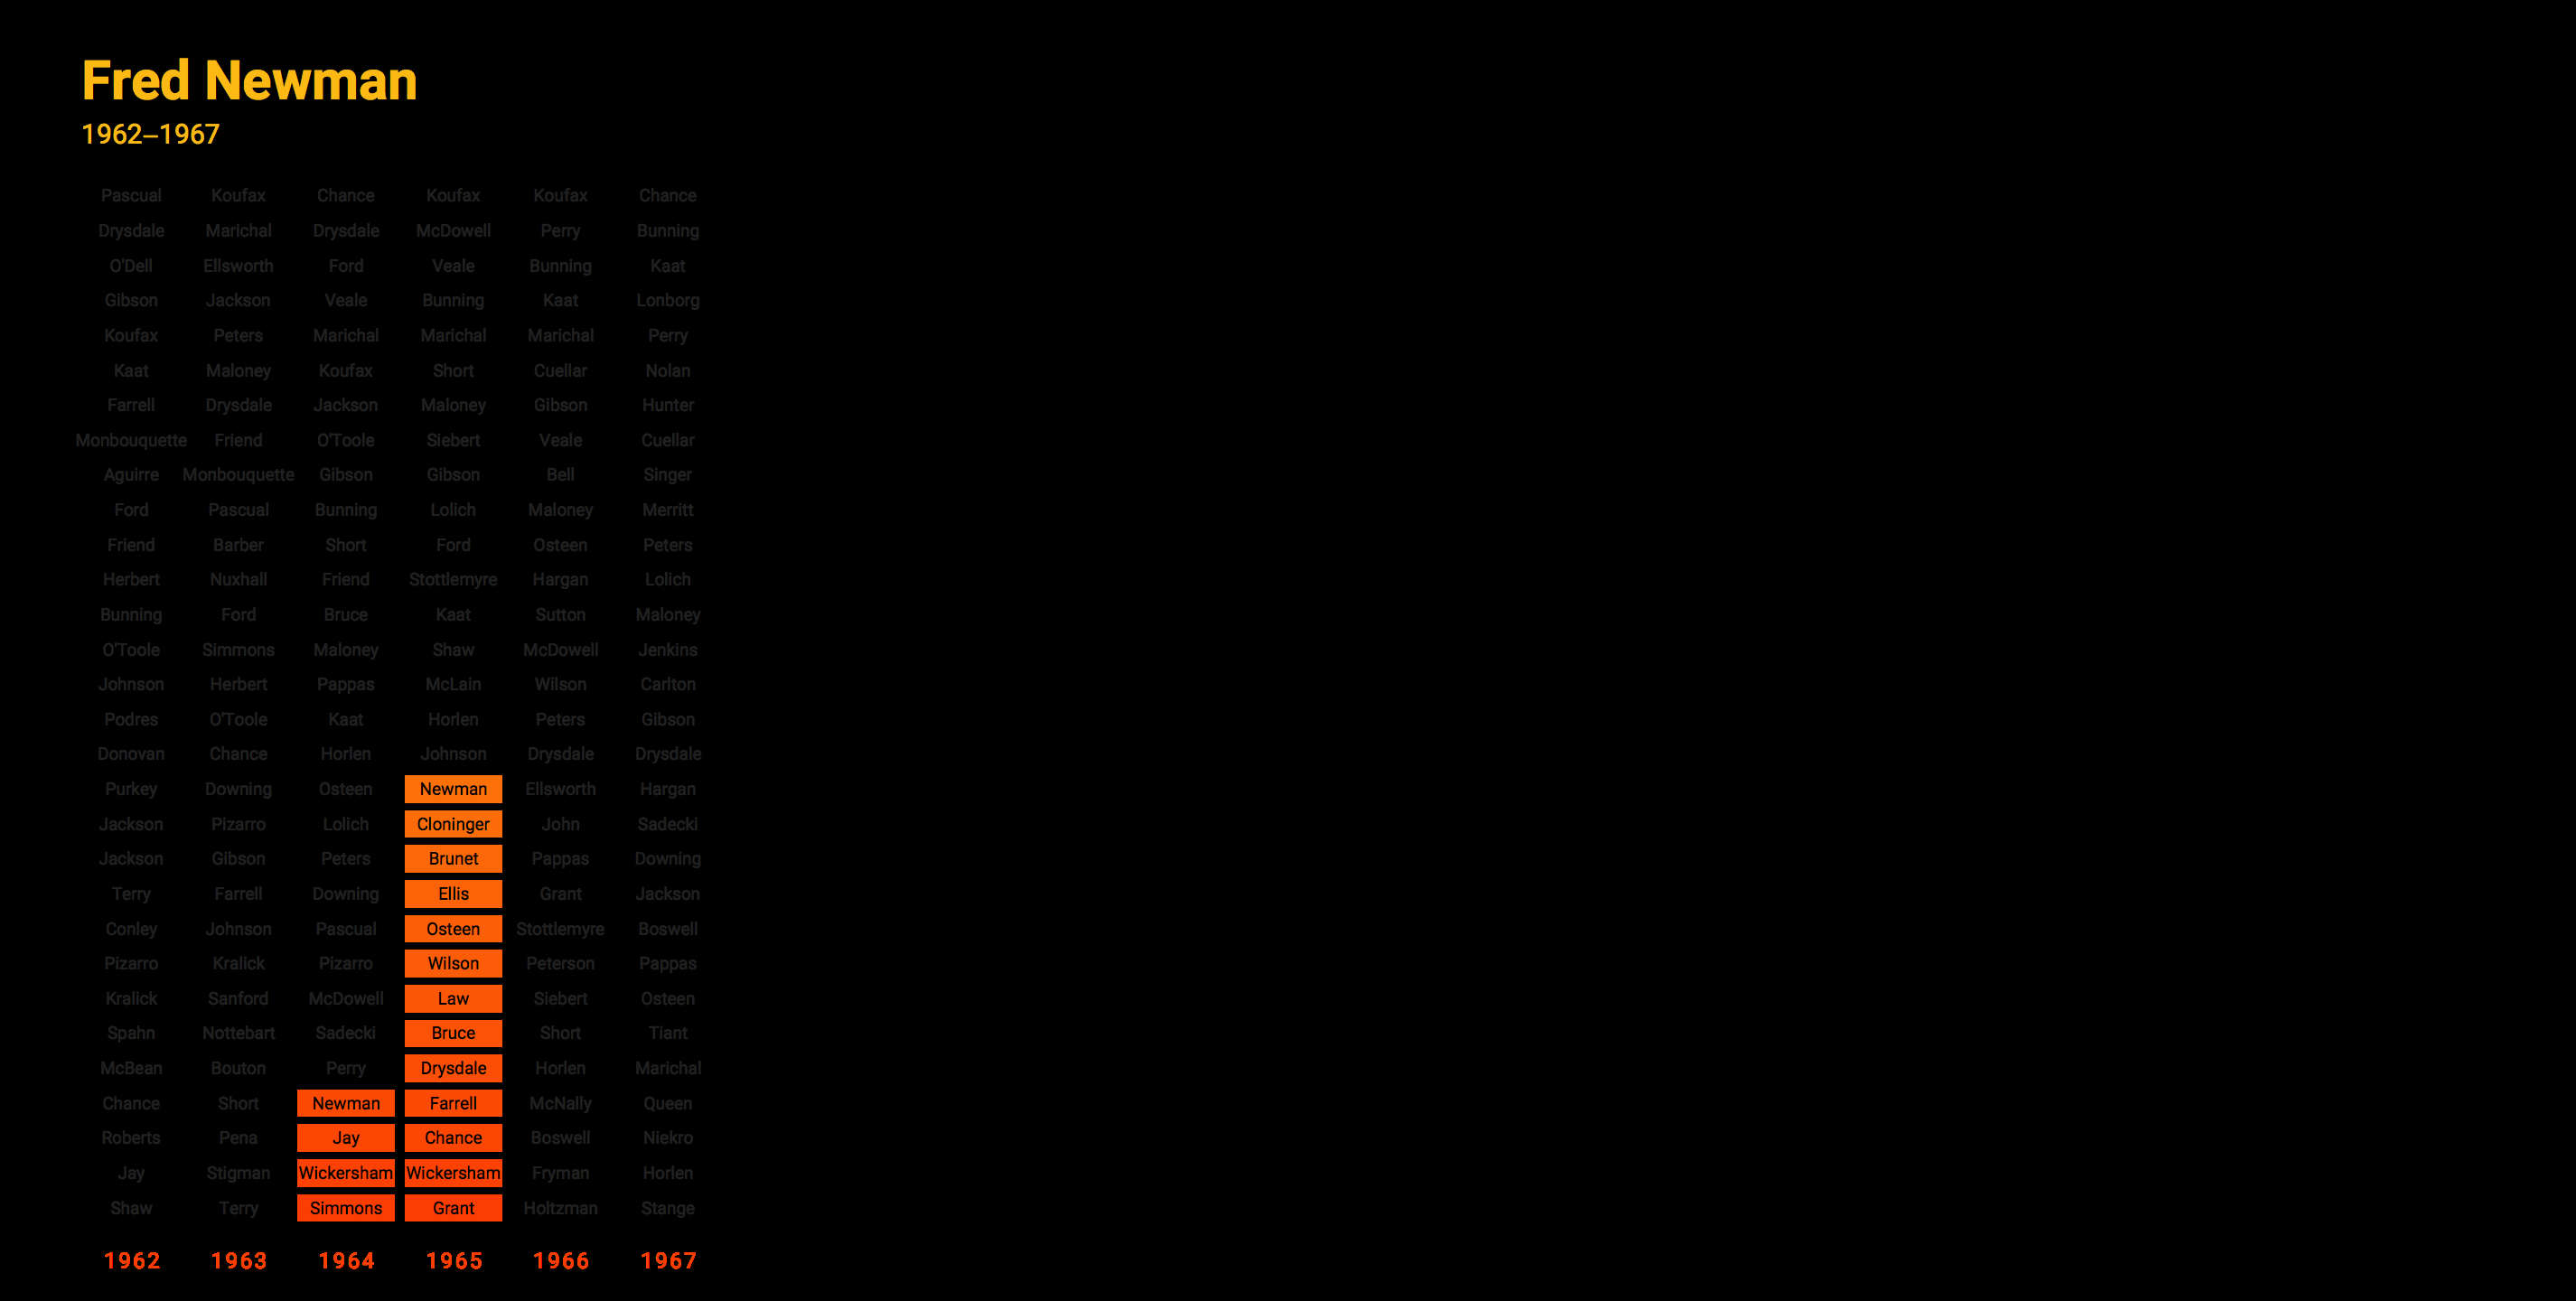 Fred Newman
1962–1967
Pascual Koufax Chance Koufax Koufax Chance
Drysdale Marichal Drysdale McDowell Perry Bunning
O'Dell Ellsworth Ford Veale Bunning Kaat
Gibson Jackson Veale Bunning Kaat Lonborg
Koufax Peters Marichal Marichal Marichal Perry
Kaat Maloney Koufax Short Cuellar Nolan
Farrell Drysdale Jackson Maloney Gibson Hunter
Monbouquette Friend O'Toole Siebert Veale Cuellar
Aguirre Monbouquette Gibson Gibson Bell Singer
Ford Pascual Bunning Lolich Maloney Merritt
Friend Barber Short Ford Osteen Peters
Herbert Nuxhall Friend Stottlemyre Hargan Lolich
Bunning Ford Bruce Kaat Sutton Maloney
O'Toole Simmons Maloney Shaw McDowell Jenkins
Johnson Herbert Pappas McLain Wilson Carlton
Podres O'Toole Kaat Horlen Peters Gibson
Donovan Chance Horlen Johnson Drysdale Drysdale
Purkey Downing Osteen Newman Ellsworth Hargan
Jackson Pizarro Lolich Cloninger John Sadecki
Jackson Gibson Peters Brunet Pappas Downing
Terry Farrell Downing Ellis Grant Jackson
Conley Johnson Pascual Osteen Stottlemyre Boswell
Pizarro Kralick Pizarro Wilson Peterson Pappas
Kralick Sanford McDowell Law Siebert Osteen
Spahn Nottebart Sadecki Bruce Short Tiant
McBean Bouton Perry Drysdale Horlen Marichal
Chance Short Newman Farrell McNally Queen
Roberts Pena Jay Chance Boswell Niekro
Jay Stigman Wickersham Wickersham Fryman Horlen
Shaw Terry Simmons Grant Holtzman Stange
1962 1963 1964 1965 1966 1967